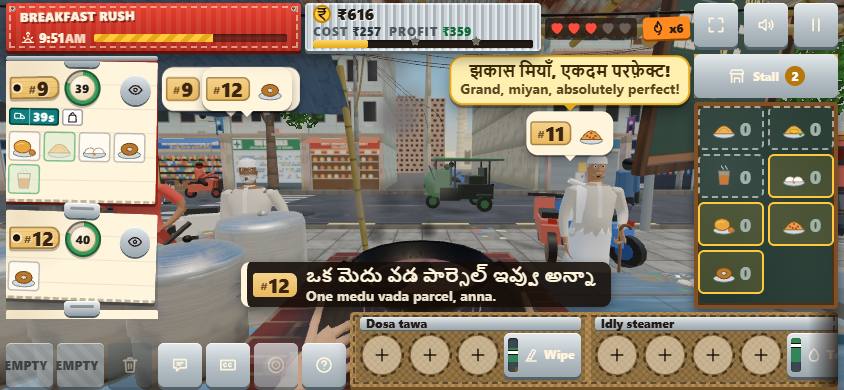 BREAKFAST RUSH
9:51AM
₹616
COST ₹257 PROFIT ₹359
x6
Stall 2
#9
39
39s
#12
40
#9
#12
झकास मियाँ, एकदम परफ़ेक्ट!
Grand, miyan, absolutely perfect!
#11
0
0
0
0
0
0
0
#12
ఒక మెదు వడ పార్సెల్ ఇవ్వు అన్నా
One medu vada parcel, anna.
Dosa tawa
Wipe
Idly steamer
EMPTY
EMPTY
CC
?